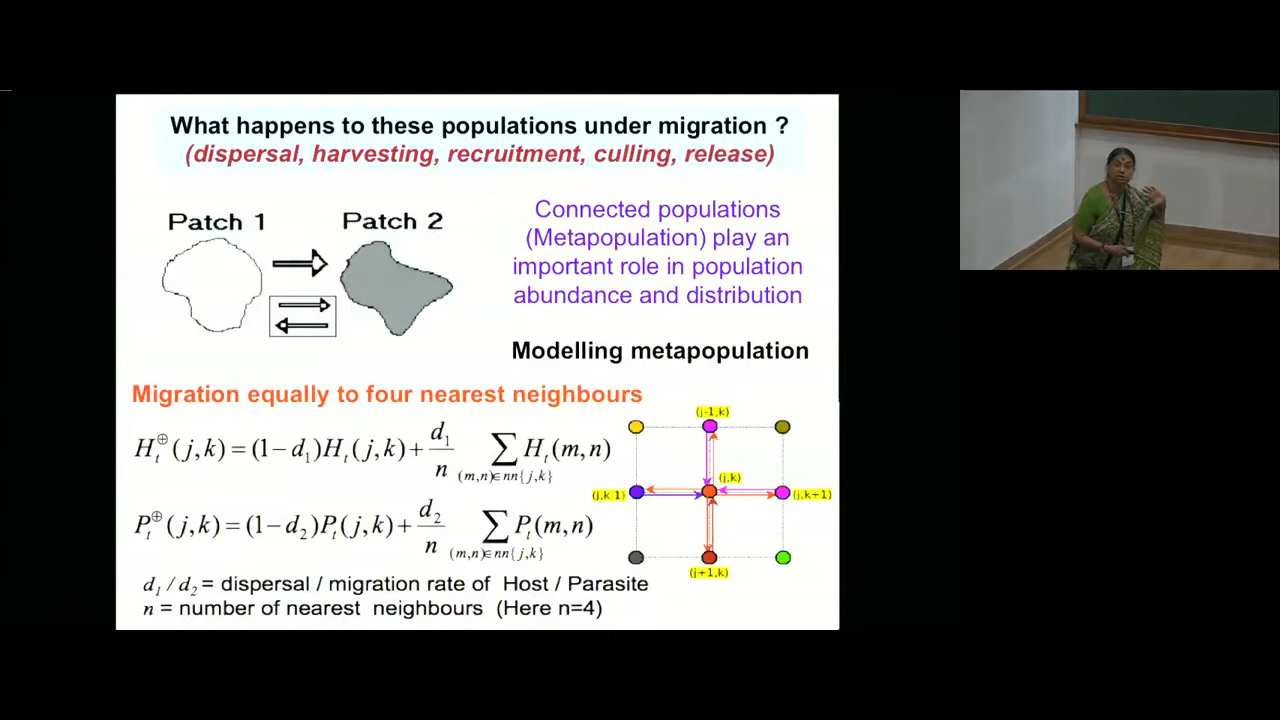 What happens to these populations under migration ?
(dispersal, harvesting, recruitment, culling, release)
Patch 1
Patch 2
Connected populations
(Metapopulation) play an
important role in population
abundance and distribution
Modelling metapopulation
Migration equally to four nearest neighbours
H_t^⊕(j,k) = (1−d_1)H_t(j,k) + d_1/n ∑_{(m,n)∈nn{j,k}} H_t(m,n)
P_t^⊕(j,k) = (1−d_2)P_t(j,k) + d_2/n ∑_{(m,n)∈nn{j,k}} P_t(m,n)
(j-1,k)
(j,k)
(j,k-1)
(j,k+1)
(j+1,k)
d_1 / d_2 = dispersal / migration rate of Host / Parasite
n = number of nearest neighbours (Here n=4)